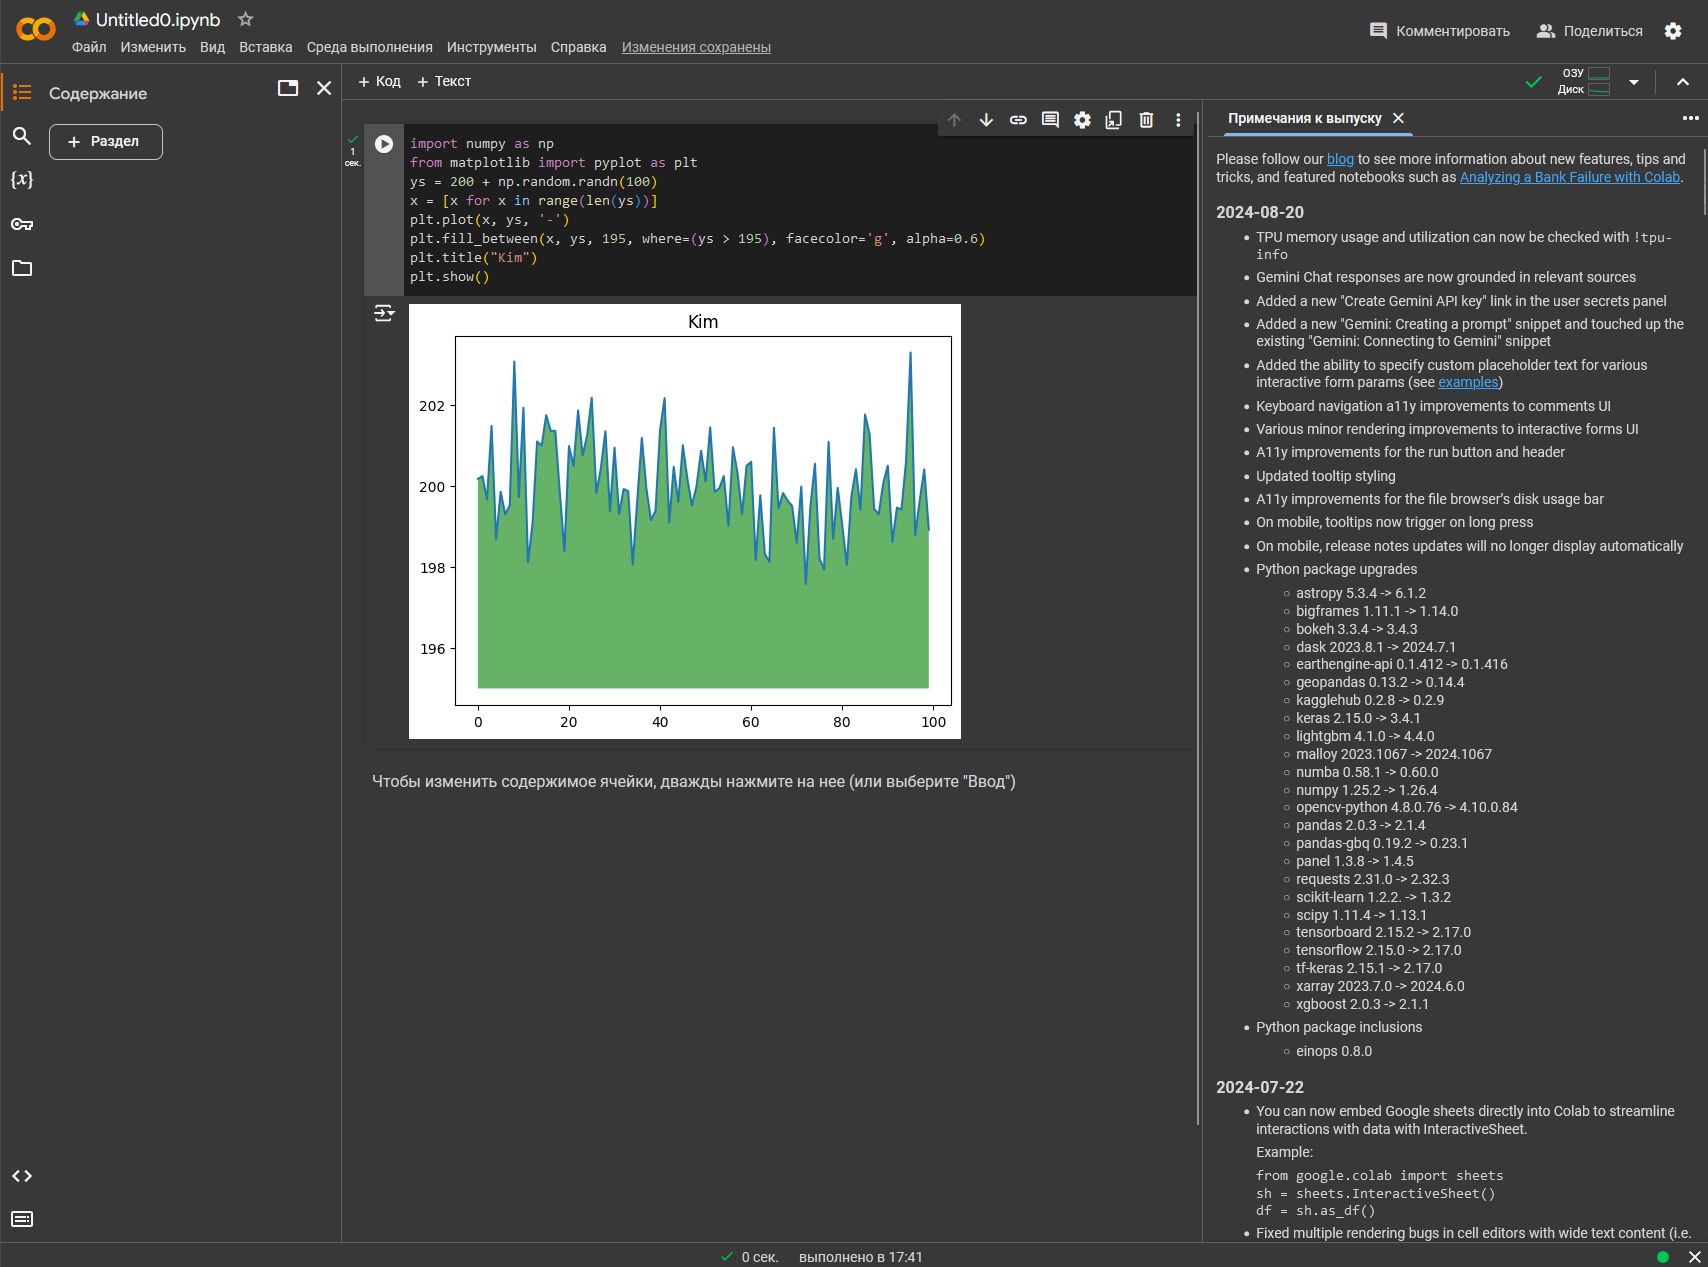 Untitled0.ipynb
Файл Изменить Вид Вставка Среда выполнения Инструменты Справка Изменения сохранены
Комментировать Поделиться
Содержание
+ Раздел
{x}
+ Код + Текст
ОЗУ
Диск
1
сек.
import numpy as np
from matplotlib import pyplot as plt
ys = 200 + np.random.randn(100)
x = [x for x in range(len(ys))]
plt.plot(x, ys, '-')
plt.fill_between(x, ys, 195, where=(ys > 195), facecolor='g', alpha=0.6)
plt.title("Kim")
plt.show()
Kim
202
200
198
196
0 20 40 60 80 100
Чтобы изменить содержимое ячейки, дважды нажмите на нее (или выберите "Ввод")
Примечания к выпуску
Please follow our blog to see more information about new features, tips and
tricks, and featured notebooks such as Analyzing a Bank Failure with Colab.
2024-08-20
• TPU memory usage and utilization can now be checked with !tpu-
info
• Gemini Chat responses are now grounded in relevant sources
• Added a new "Create Gemini API key" link in the user secrets panel
• Added a new "Gemini: Creating a prompt" snippet and touched up the
existing "Gemini: Connecting to Gemini" snippet
• Added the ability to specify custom placeholder text for various
interactive form params (see examples)
• Keyboard navigation a11y improvements to comments UI
• Various minor rendering improvements to interactive forms UI
• A11y improvements for the run button and header
• Updated tooltip styling
• A11y improvements for the file browser's disk usage bar
• On mobile, tooltips now trigger on long press
• On mobile, release notes updates will no longer display automatically
• Python package upgrades
◦ astropy 5.3.4 -> 6.1.2
◦ bigframes 1.11.1 -> 1.14.0
◦ bokeh 3.3.4 -> 3.4.3
◦ dask 2023.8.1 -> 2024.7.1
◦ earthengine-api 0.1.412 -> 0.1.416
◦ geopandas 0.13.2 -> 0.14.4
◦ kagglehub 0.2.8 -> 0.2.9
◦ keras 2.15.0 -> 3.4.1
◦ lightgbm 4.1.0 -> 4.4.0
◦ malloy 2023.1067 -> 2024.1067
◦ numba 0.58.1 -> 0.60.0
◦ numpy 1.25.2 -> 1.26.4
◦ opencv-python 4.8.0.76 -> 4.10.0.84
◦ pandas 2.0.3 -> 2.1.4
◦ pandas-gbq 0.19.2 -> 0.23.1
◦ panel 1.3.8 -> 1.4.5
◦ requests 2.31.0 -> 2.32.3
◦ scikit-learn 1.2.2. -> 1.3.2
◦ scipy 1.11.4 -> 1.13.1
◦ tensorboard 2.15.2 -> 2.17.0
◦ tensorflow 2.15.0 -> 2.17.0
◦ tf-keras 2.15.1 -> 2.17.0
◦ xarray 2023.7.0 -> 2024.6.0
◦ xgboost 2.0.3 -> 2.1.1
• Python package inclusions
◦ einops 0.8.0
2024-07-22
• You can now embed Google sheets directly into Colab to streamline
interactions with data with InteractiveSheet.
Example:
from google.colab import sheets
sh = sheets.InteractiveSheet()
df = sh.as_df()
• Fixed multiple rendering bugs in cell editors with wide text content (i.e.
0 сек. выполнено в 17:41